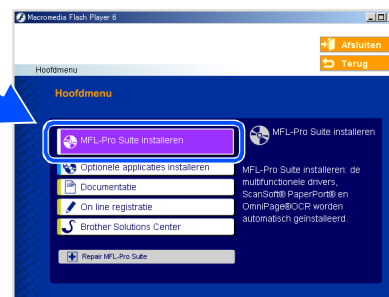 Macromedia Flash Player 6
Afsluiten
Terug
Hoofdmenu
Hoofdmenu
MFL-Pro Suite installeren
Optionele applicaties installeren
Documentatie
On line registratie
Brother Solutions Center
Repair MFL-Pro Suite
MFL-Pro Suite installeren
MFL-Pro Suite installeren: de
multifunctionele drivers,
ScanSoft® PaperPort® en
OmniPage®OCR worden
automatisch geïnstalleerd.